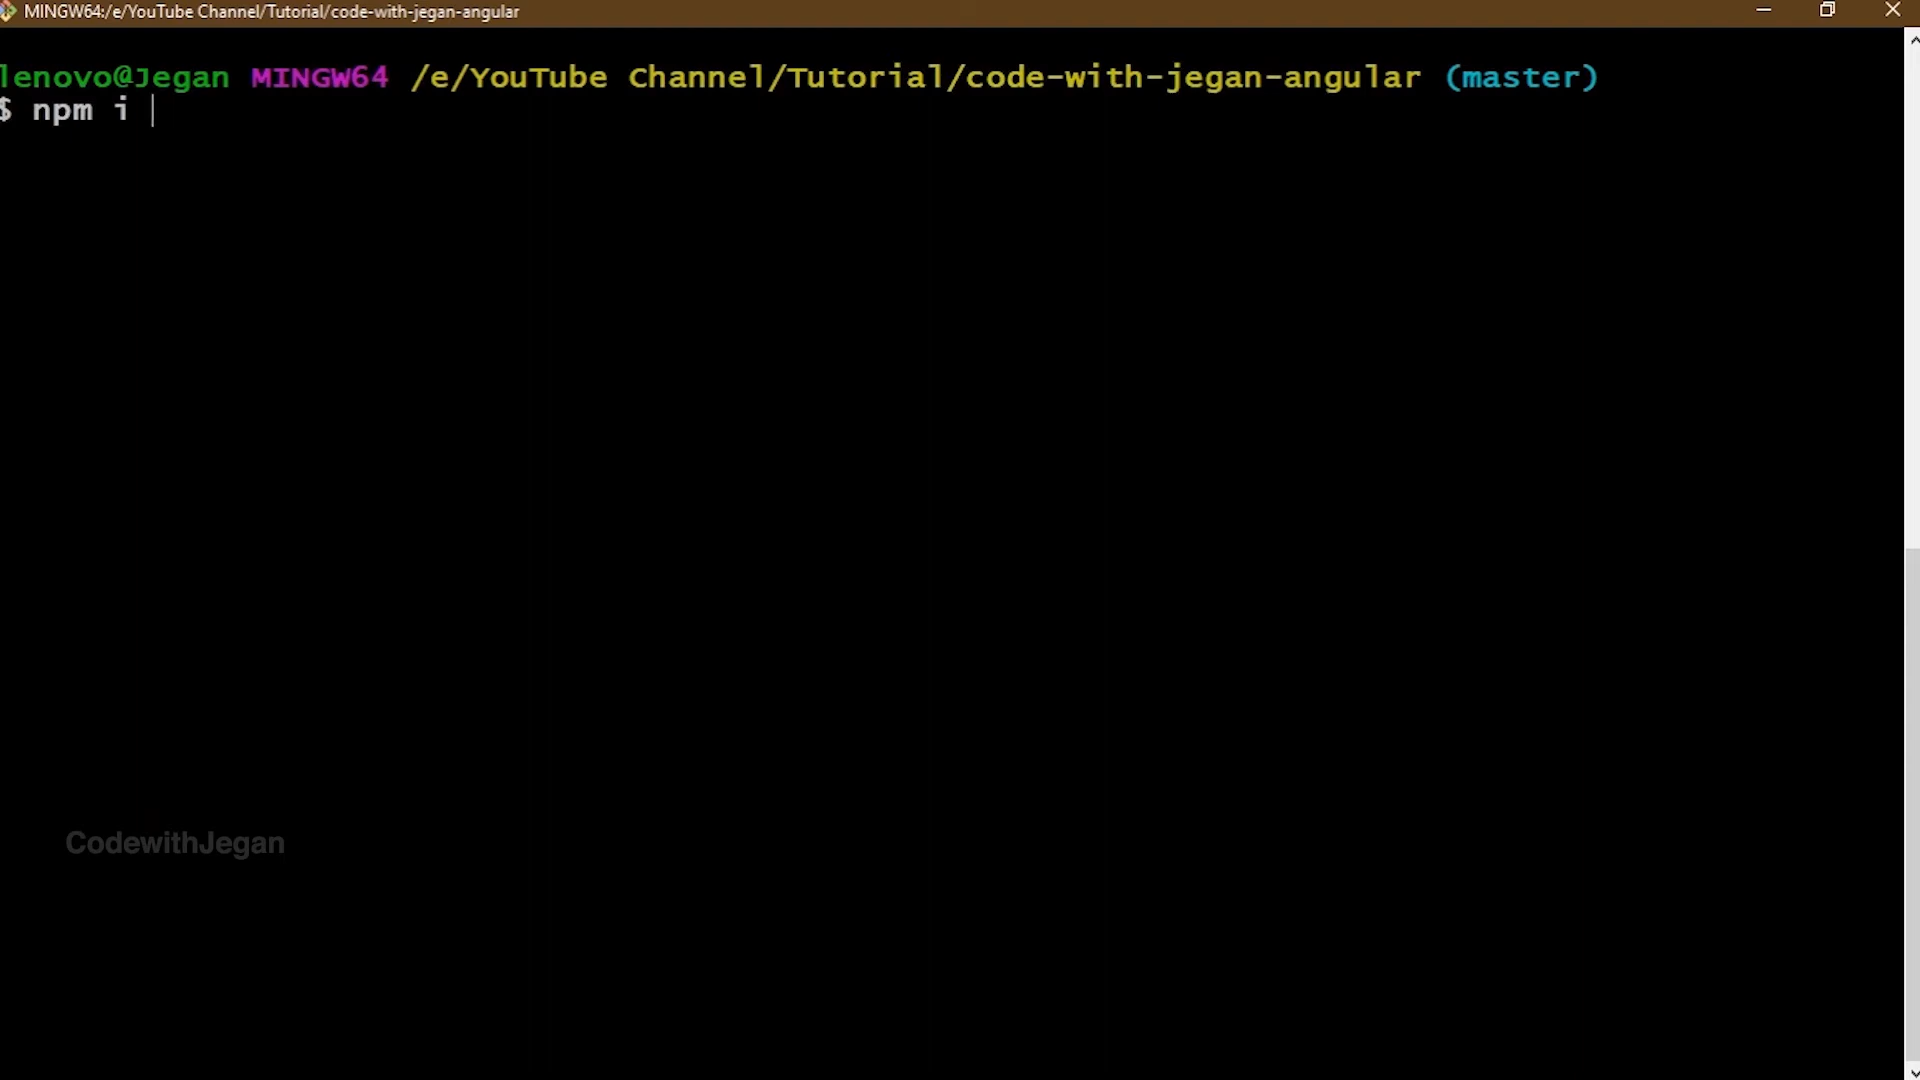 MINGW64:/e/YouTube Channel/Tutorial/code-with-jegan-angular
lenovo@Jegan MINGW64 /e/YouTube Channel/Tutorial/code-with-jegan-angular (master)
$ npm i
CodewithJegan